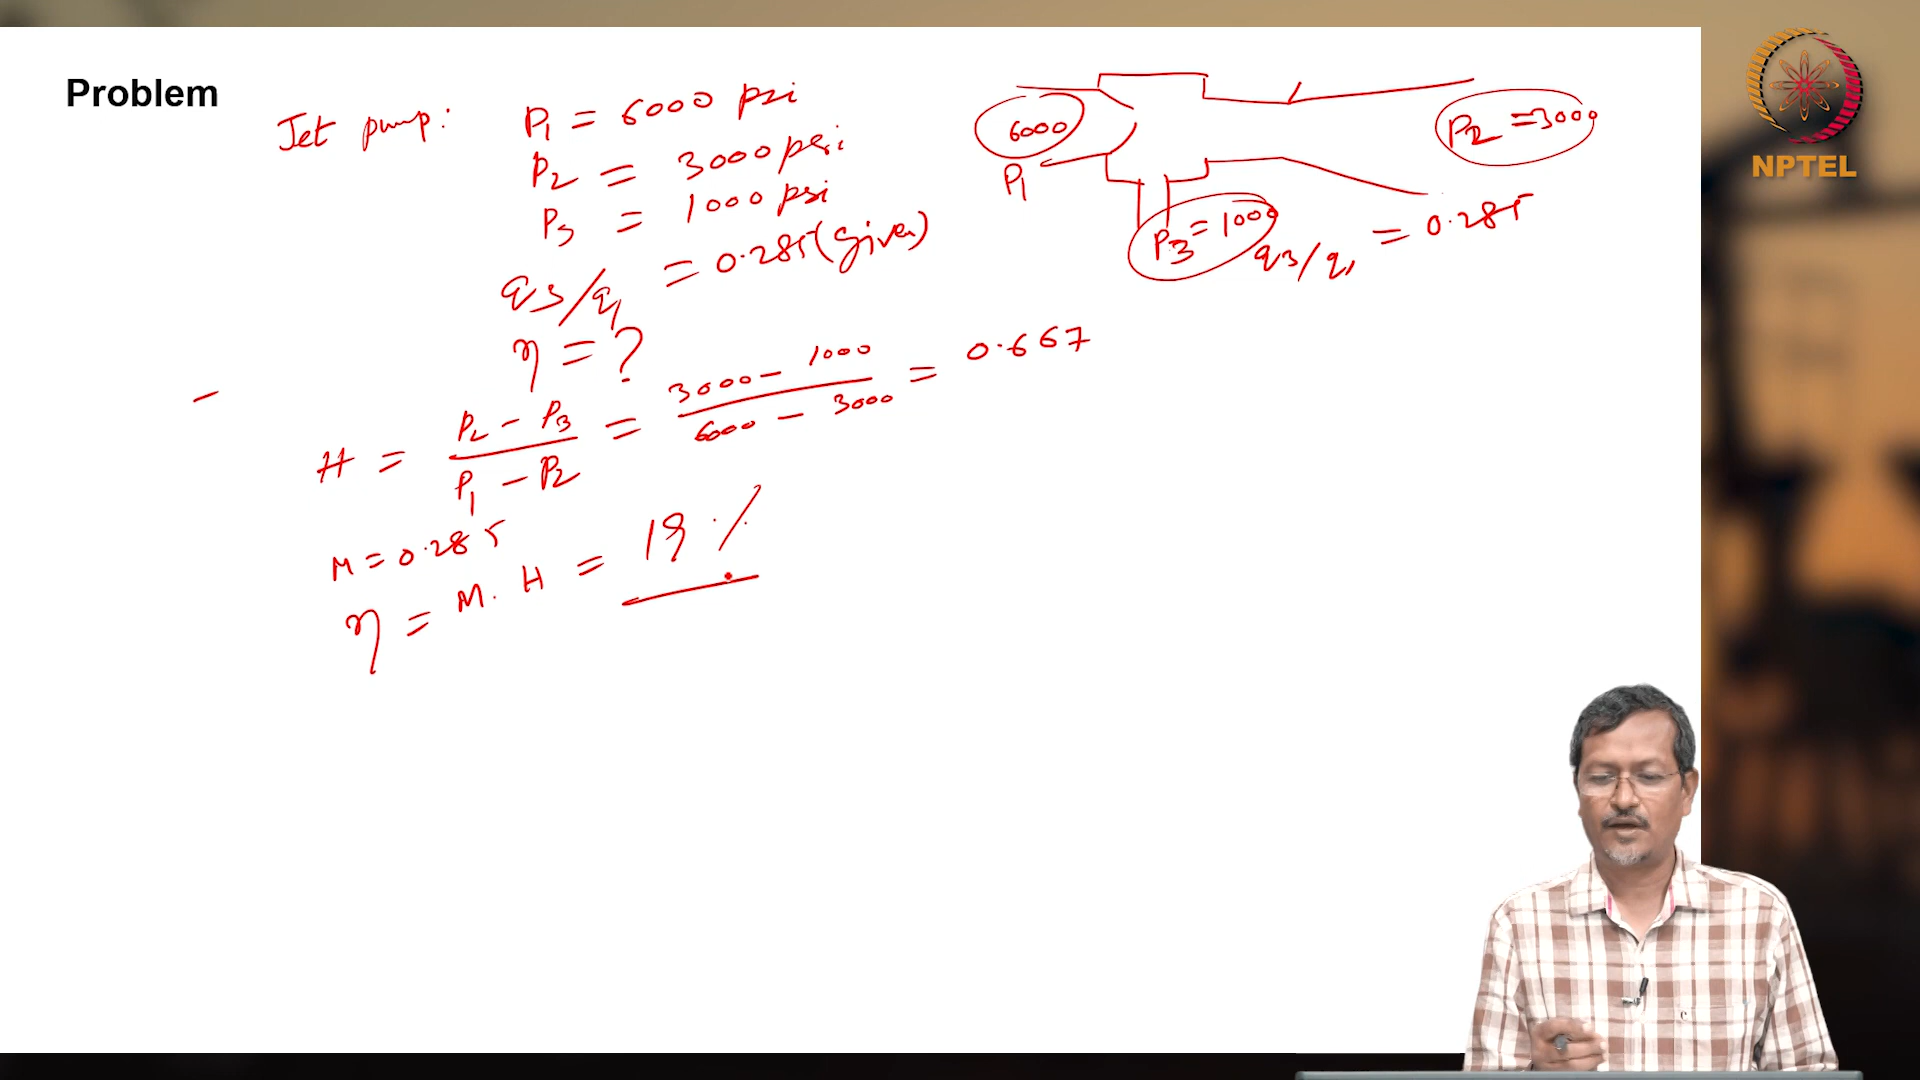 Problem
Jet pump: P1 = 6000 psi
P2 = 3000 psi
P3 = 1000 psi
q3/q1 = 0.285 (given)
η = ?
H = P2 - P3 / P1 - P2 = 3000 - 1000 / 6000 - 3000 = 0.667
M = 0.285
η = M. H = 19 %
6000
P1
P2 = 3000
P3 = 1000
q3/q1 = 0.285
NPTEL